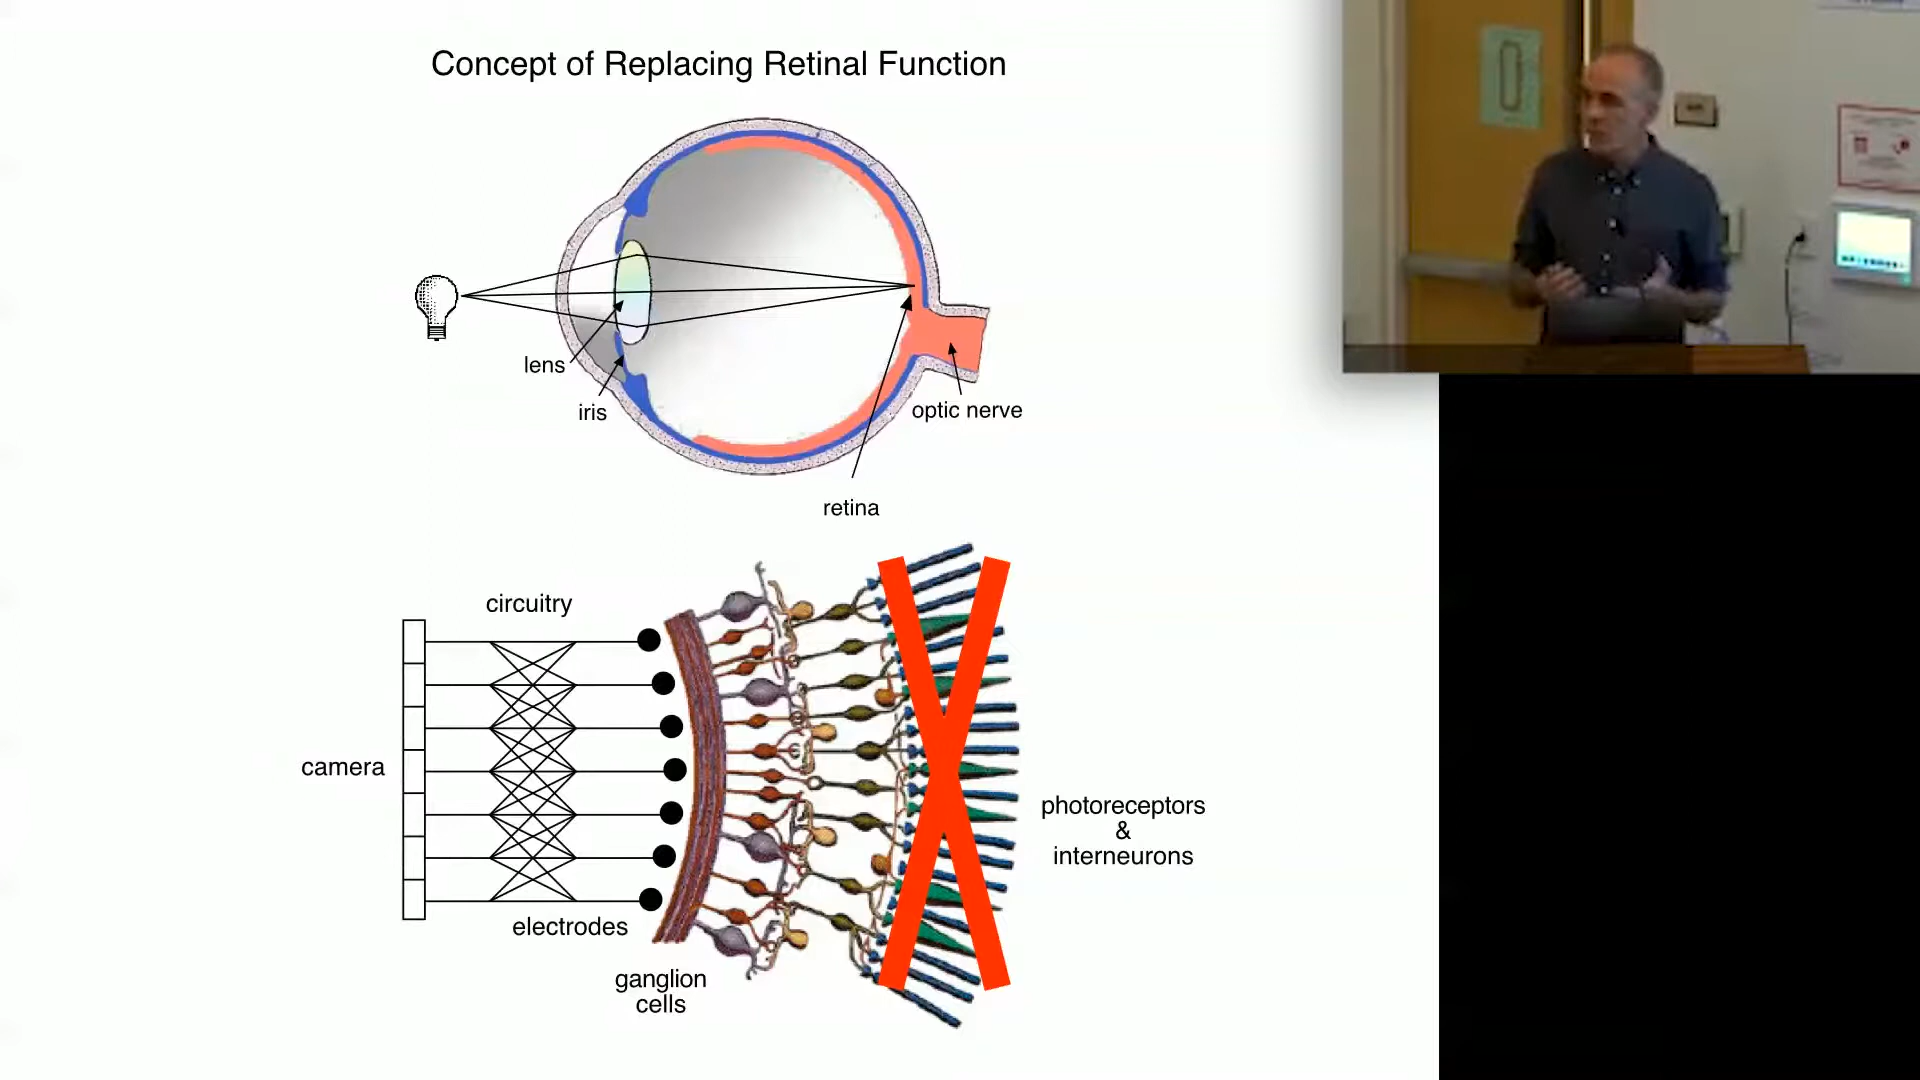 Concept of Replacing Retinal Function
lens
iris
optic nerve
retina
circuitry
camera
photoreceptors
&
interneurons
electrodes
ganglion
cells